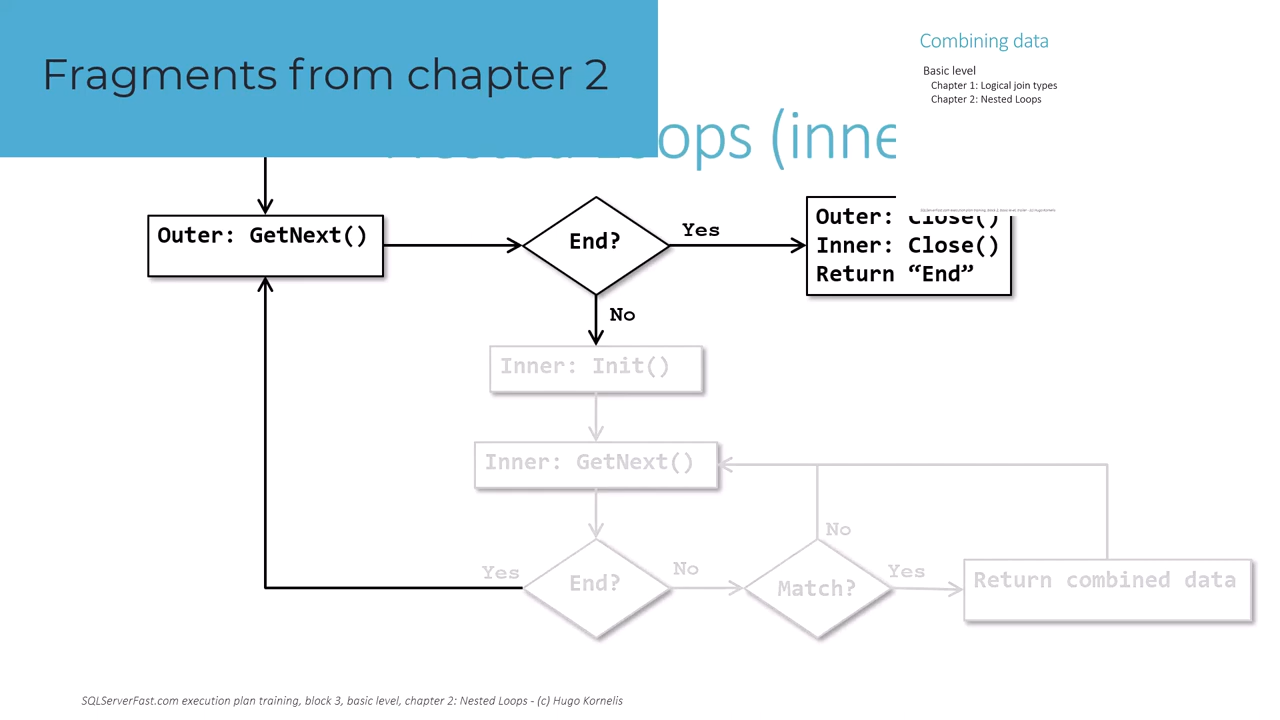 Fragments from chapter 2
Combining data
Basic level
Chapter 1: Logical join types
Chapter 2: Nested Loops
ops (inne
Outer: GetNext()
End?
Yes
Outer: Close()
Inner: Close()
Return “End”
No
Inner: Init()
Inner: GetNext()
No
Yes
End?
No
Match?
Yes
Return combined data
SQLServerFast.com execution plan training, block 3, basic level, chapter 2: Nested Loops - (c) Hugo Kornelis